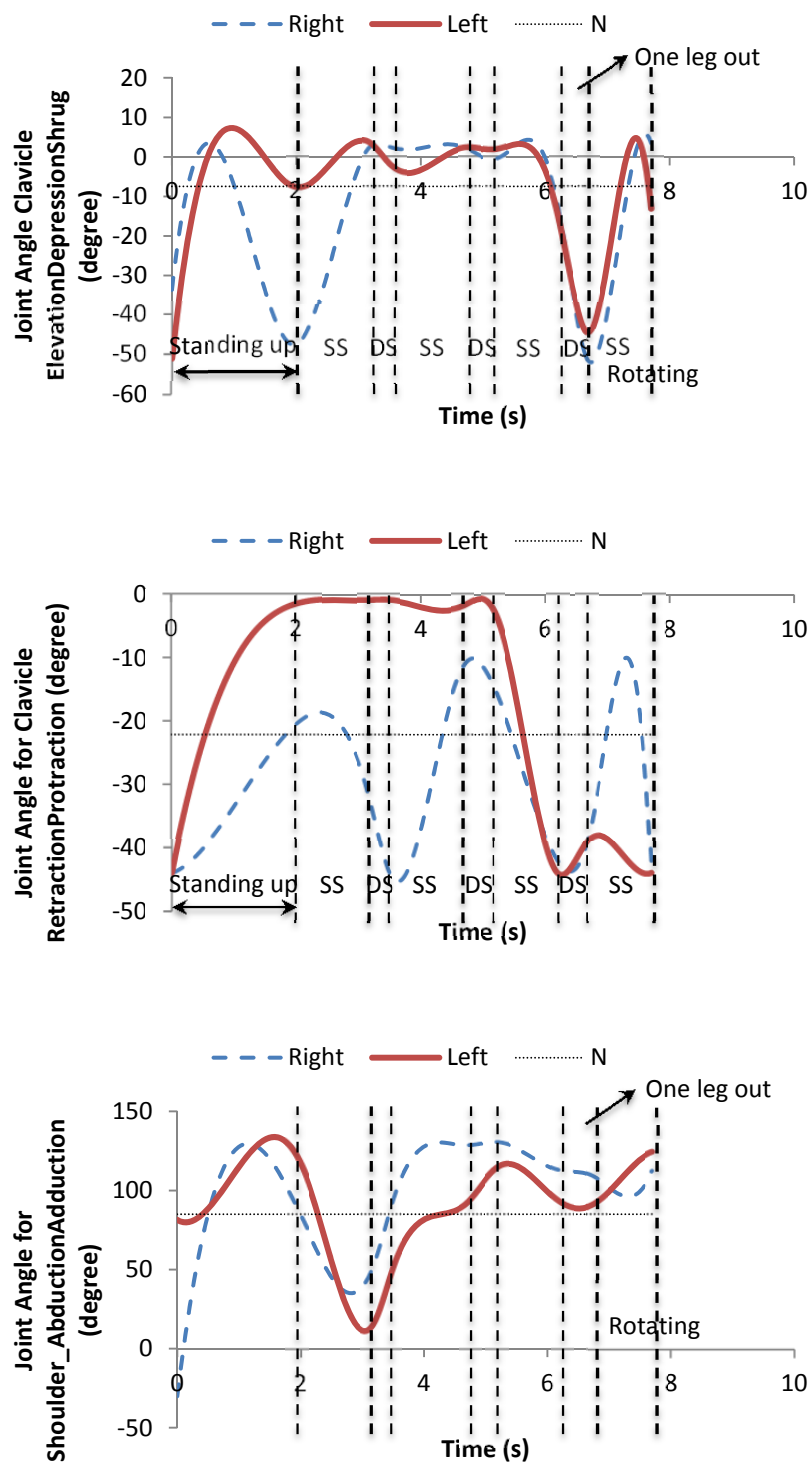 Right Left N
One leg out
20
10
0
-10
-20
-30
-40
-50
-60
0 2 4 6 8 10
Standing up SS DS SS DS SS DS SS
Rotating
Time (s)
Joint Angle Clavicle
ElevationDepressionShrug
(degree)
Right Left N
0
-10
-20
-30
-40
-50
0 2 4 6 8 10
Standing up SS DS SS DS SS DS SS
Time (s)
Joint Angle for Clavicle
RetractionProtraction (degree)
Right Left N
One leg out
150
100
50
0
-50
0 2 4 6 8 10
Rotating
Time (s)
Joint Angle for
Shoulder_AbductionAdduction
(degree)